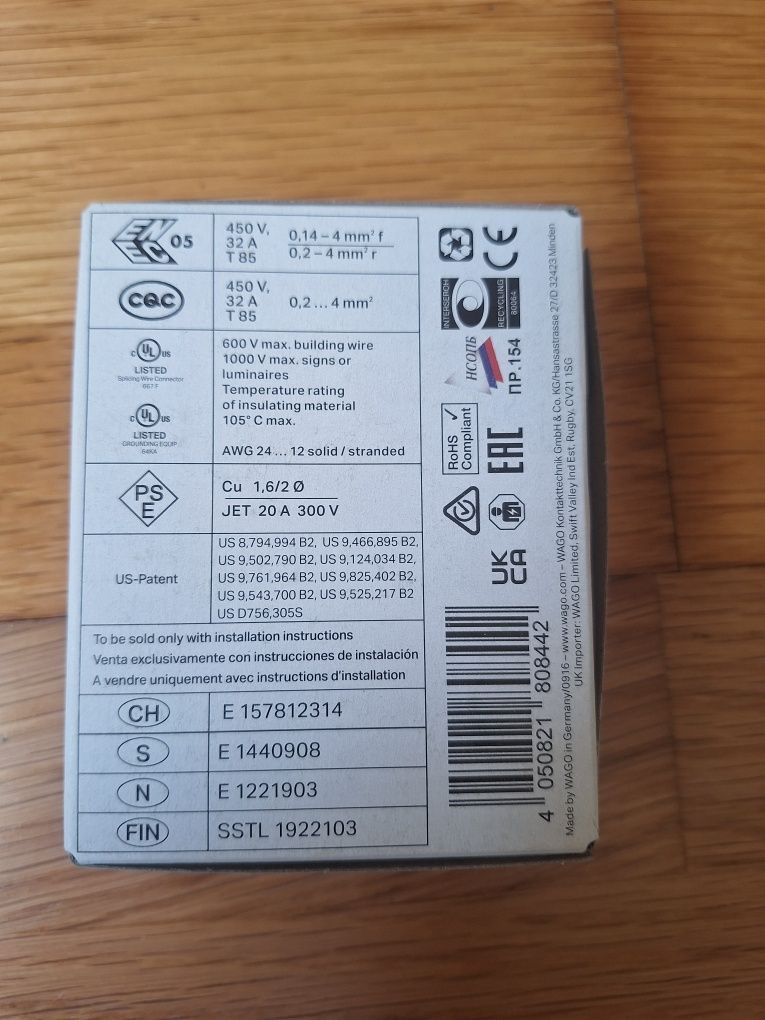 ENEC 05
450 V,
32 A
T 85
0,14 – 4 mm² f
0,2 – 4 mm² r
CQC
450 V,
32 A
T 85
0,2 ... 4 mm²
c UL us
LISTED
Splicing Wire Connector
667 F
c UL us
LISTED
GROUNDING EQUIP.
64KA
600 V max. building wire
1000 V max. signs or
luminaires
Temperature rating
of insulating material
105° C max.
AWG 24 ... 12 solid / stranded
PS
E
Cu 1,6/2 Ø
JET 20 A 300 V
US-Patent
US 8,794,994 B2, US 9,466,895 B2,
US 9,502,790 B2, US 9,124,034 B2,
US 9,761,964 B2, US 9,825,402 B2,
US 9,543,700 B2, US 9,525,217 B2
US D756,305S
To be sold only with installation instructions
Venta exclusivamente con instrucciones de instalación
A vendre uniquement avec instructions d'installation
CH
E 157812314
S
E 1440908
N
E 1221903
FIN
SSTL 1922103
CE
INTERSEROH
RECYCLING
80064
НСОПБ
ПР.154
RoHS
Compliant
EAC
UK
CA
4 050821 808442
Made by WAGO in Germany/0916 – www.wago.com – WAGO Kontakttechnik GmbH & Co. KG/Hansastrasse 27/D 32423 Minden
UK Importer: WAGO Limited, Swift Valley Ind Est, Rugby, CV21 1SG